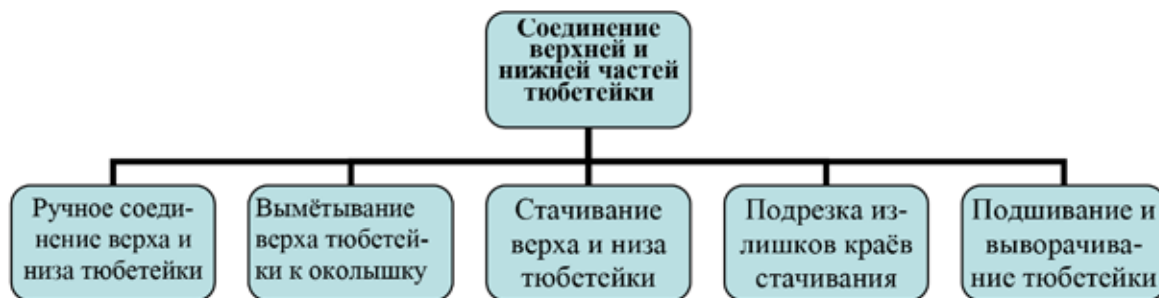 Соединение
верхней и
нижней частей
тюбетейки
Ручное соеди-
нение верха и
низа тюбетейки
Вымётывание
верха тюбетей-
ки к околышку
Стачивание
верха и низа
тюбетейки
Подрезка из-
лишков краёв
стачивания
Подшивание и
выворачива-
ние тюбетейки